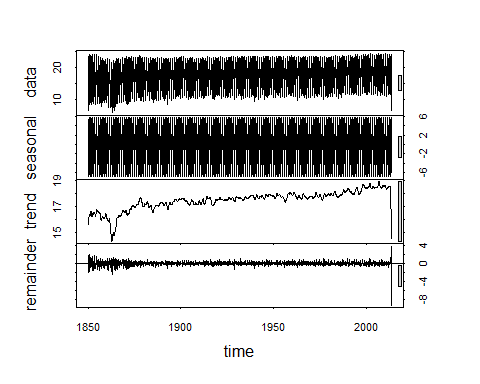 data
10 20
seasonal
-6 -2 2 6
trend
15 17 19
remainder
-8 -4 0 4
1850 1900 1950 2000
time